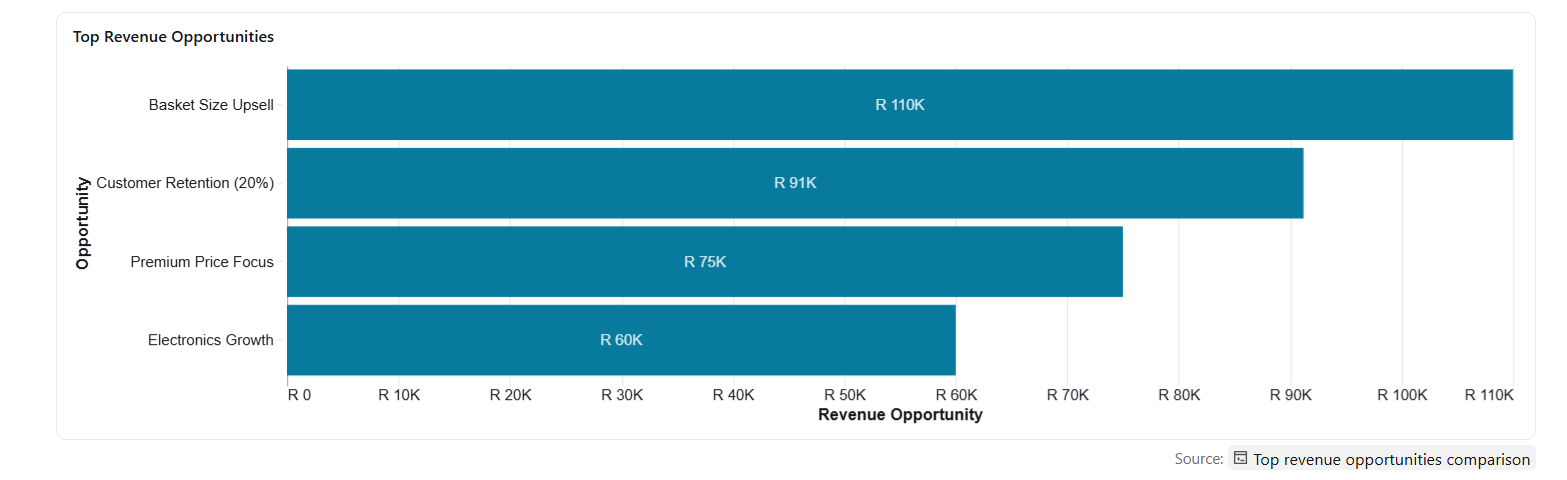 Top Revenue Opportunities
Opportunity
Basket Size Upsell
R 110K
Customer Retention (20%)
R 91K
Premium Price Focus
R 75K
Electronics Growth
R 60K
R 0 R 10K R 20K R 30K R 40K R 50K R 60K R 70K R 80K R 90K R 100K R 110K
Revenue Opportunity
Source: Top revenue opportunities comparison